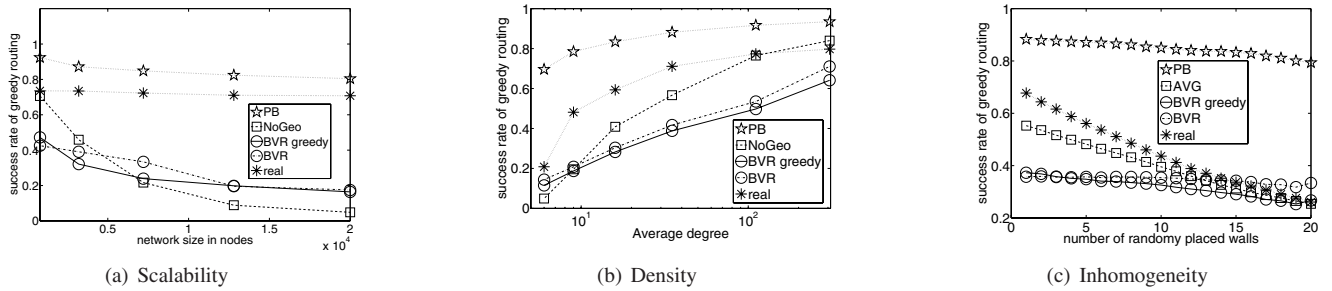 success rate of greedy routing
1
0.8
0.6
0.4
0.2
0
0.5
1
1.5
2
x 10^4
network size in nodes
PB
NoGeo
BVR greedy
BVR
real
(a) Scalability
success rate of greedy routing
1
0.8
0.6
0.4
0.2
0
10^1
10^2
Average degree
PB
NoGeo
BVR greedy
BVR
real
(b) Density
success rate of greedy routing
1
0.8
0.6
0.4
0.2
0
5
10
15
20
number of randomy placed walls
PB
AVG
BVR greedy
BVR
real
(c) Inhomogeneity